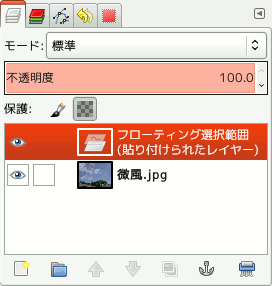 モード: 標準
不透明度 100.0
保護:
フローティング選択範囲
(貼り付けられたレイヤー)
微風.jpg